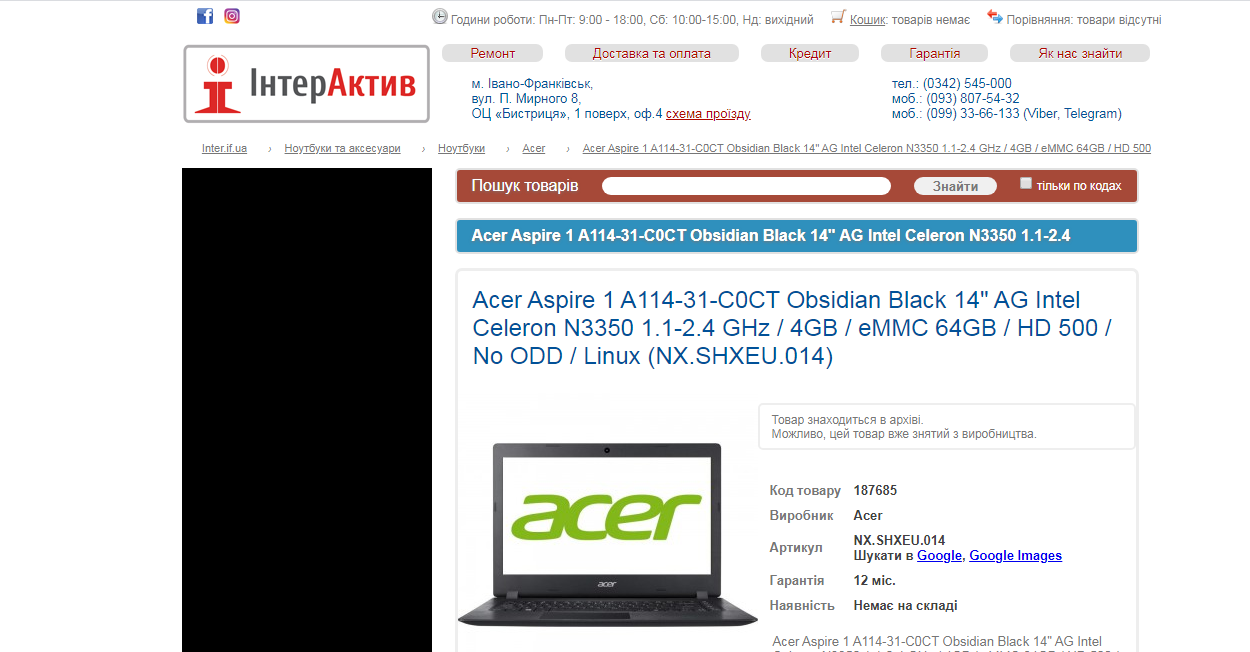 Години роботи: Пн-Пт: 9:00 - 18:00, Сб: 10:00-15:00, Нд: вихідний
Кошик: товарів немає
Порівняння: товари відсутні
ІнтерАктив
Ремонт
Доставка та оплата
Кредит
Гарантія
Як нас знайти
м. Івано-Франківськ,
вул. П. Мирного 8,
ОЦ «Бистриця», 1 поверх, оф.4 схема проїзду
тел.: (0342) 545-000
моб.: (093) 807-54-32
моб.: (099) 33-66-133 (Viber, Telegram)
Inter.if.ua › Ноутбуки та аксесуари › Ноутбуки › Acer › Acer Aspire 1 A114-31-C0CT Obsidian Black 14" AG Intel Celeron N3350 1.1-2.4 GHz / 4GB / eMMC 64GB / HD 500
Пошук товарів
Знайти
тільки по кодах
Acer Aspire 1 A114-31-C0CT Obsidian Black 14" AG Intel Celeron N3350 1.1-2.4
Acer Aspire 1 A114-31-C0CT Obsidian Black 14" AG Intel
Celeron N3350 1.1-2.4 GHz / 4GB / eMMC 64GB / HD 500 /
No ODD / Linux (NX.SHXEU.014)
Товар знаходиться в архіві.
Можливо, цей товар вже знятий з виробництва.
acer
acer
Код товару 187685
Виробник Acer
Артикул NX.SHXEU.014
Шукати в Google, Google Images
Гарантія 12 міс.
Наявність Немає на складі
Acer Aspire 1 A114-31-C0CT Obsidian Black 14" AG Intel